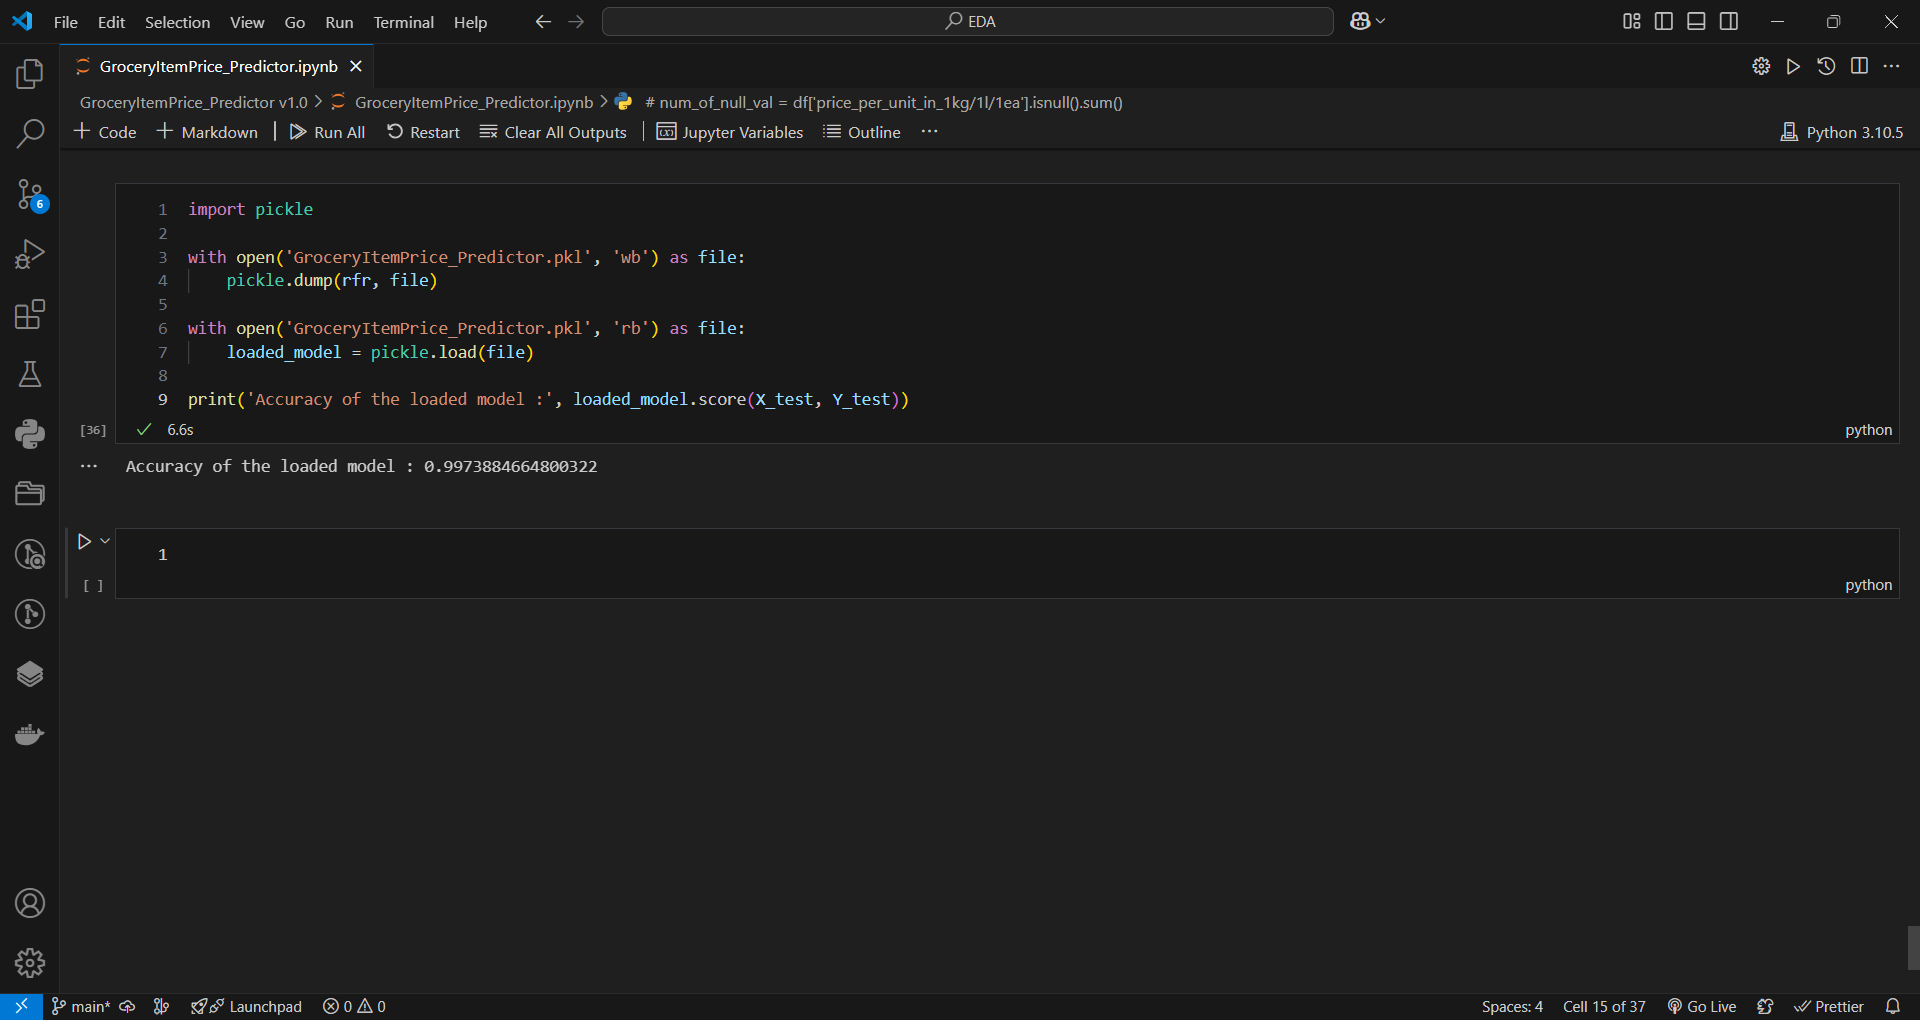 File Edit Selection View Go Run Terminal Help EDA
GroceryItemPrice_Predictor.ipynb
GroceryItemPrice_Predictor v1.0 > GroceryItemPrice_Predictor.ipynb > # num_of_null_val = df['price_per_unit_in_1kg/1l/1ea'].isnull().sum()
+ Code + Markdown | Run All Restart Clear All Outputs | Jupyter Variables Outline ... Python 3.10.5
6
1 import pickle
2
3 with open('GroceryItemPrice_Predictor.pkl', 'wb') as file:
4 pickle.dump(rfr, file)
5
6 with open('GroceryItemPrice_Predictor.pkl', 'rb') as file:
7 loaded_model = pickle.load(file)
8
9 print('Accuracy of the loaded model :', loaded_model.score(X_test, Y_test))
[36] 6.6s python
... Accuracy of the loaded model : 0.9973884664800322
1
[ ] python
main* Launchpad 0 0 Spaces: 4 Cell 15 of 37 Go Live Prettier